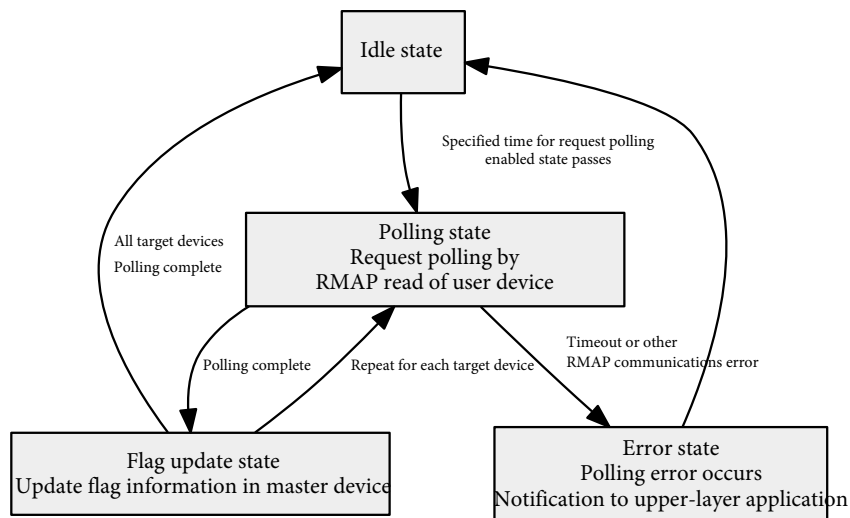 Idle state
Specified time for request polling
enabled state passes
Polling state
Request polling by
RMAP read of user device
All target devices
Polling complete
Timeout or other
RMAP communications error
Polling complete
Repeat for each target device
Flag update state
Update flag information in master device
Error state
Polling error occurs
Notification to upper-layer application